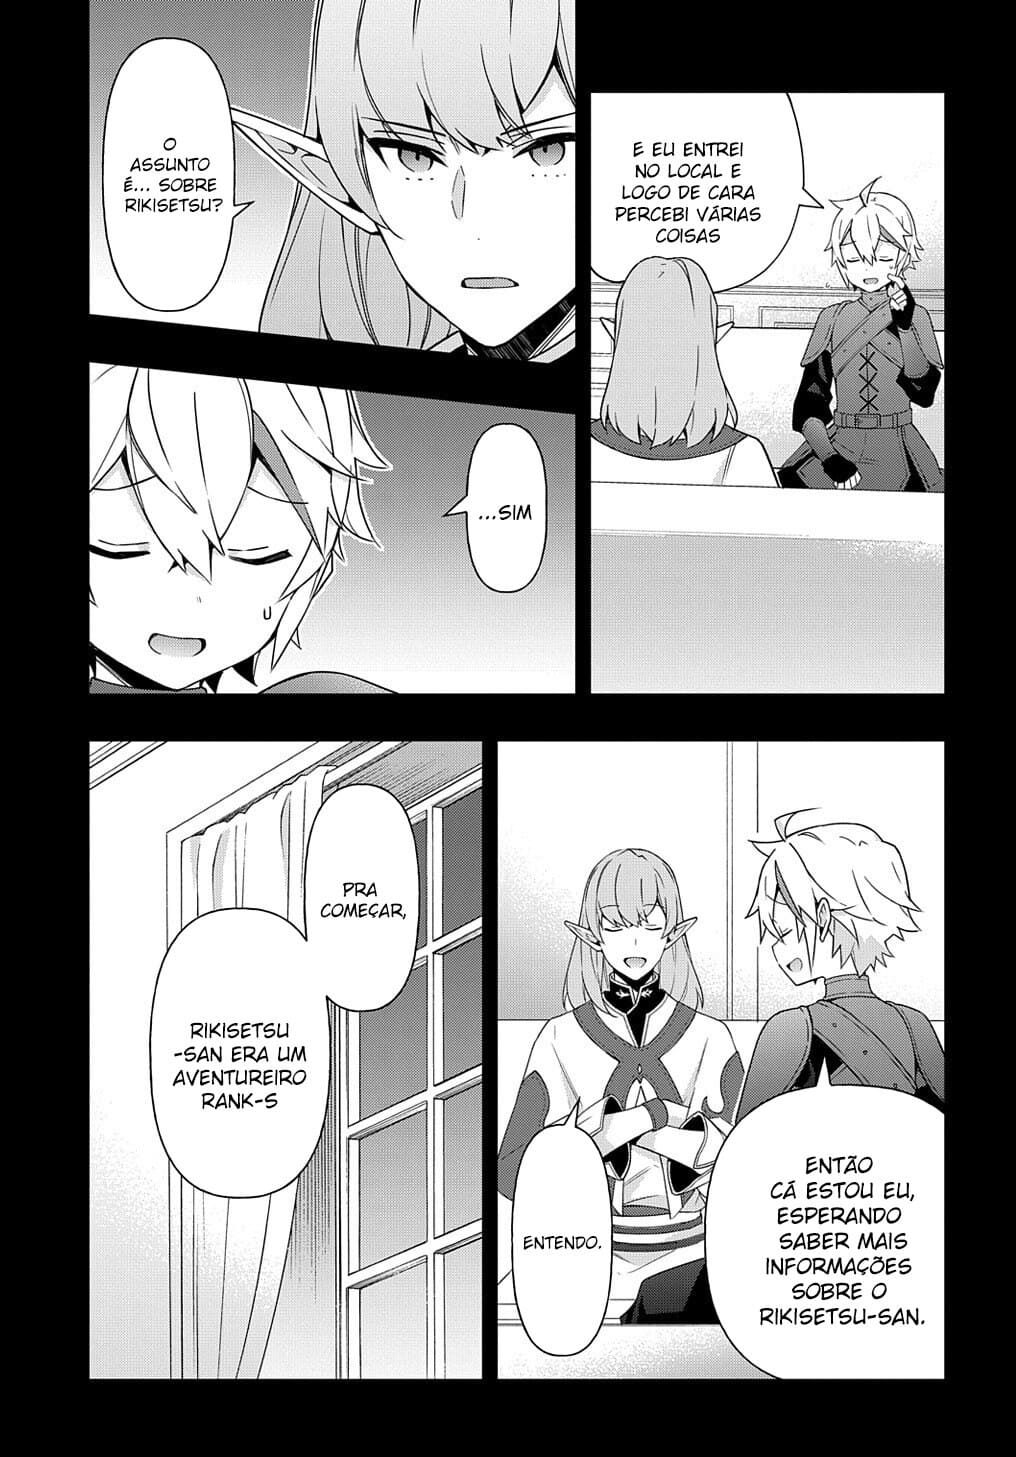 E EU ENTREI
NO LOCAL E
LOGO DE CARA
PERCEBI VÁRIAS
COISAS
O
ASSUNTO
É... SOBRE
RIKISETSU?
...SIM
ENTÃO
CÁ ESTOU EU,
ESPERANDO
SABER MAIS
INFORMAÇÕES
SOBRE O
RIKISETSU-SAN.
ENTENDO.
PRA
COMEÇAR,
RIKISETSU
-SAN ERA UM
AVENTUREIRO
RANK-S